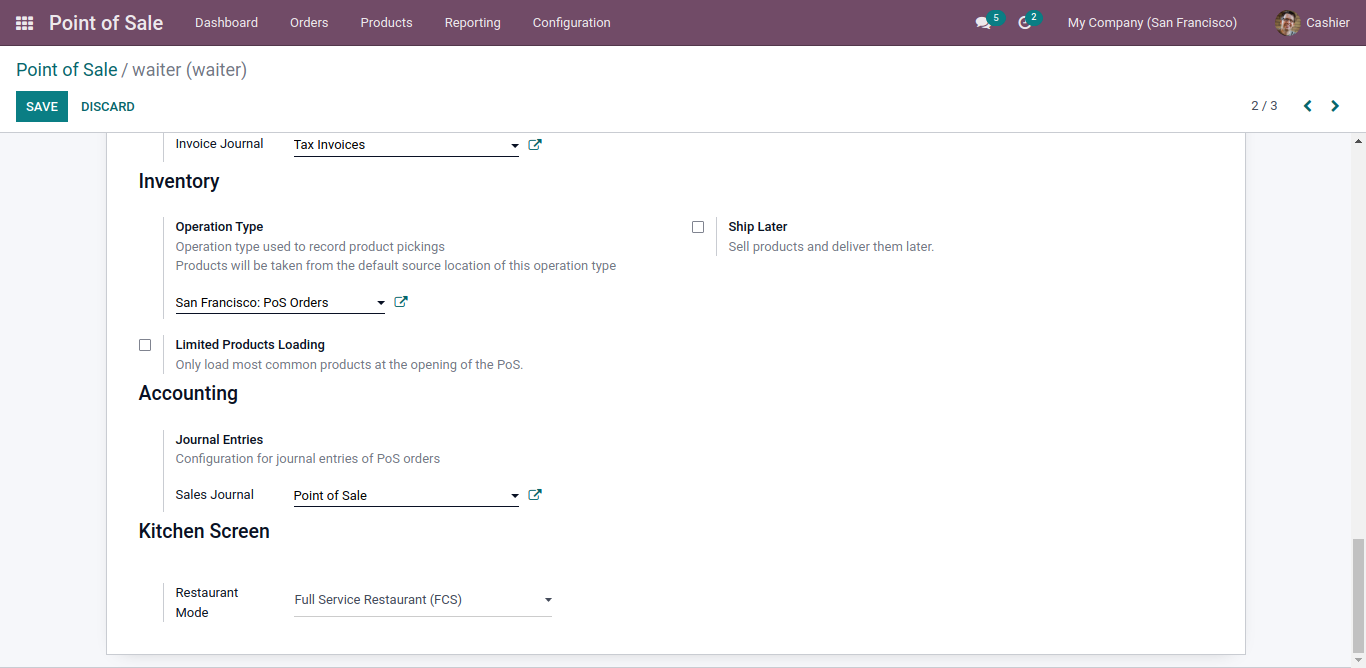 Point of Sale Dashboard Orders Products Reporting Configuration 5 2 My Company (San Francisco) Cashier
Point of Sale / waiter (waiter)
SAVE DISCARD 2 / 3
Invoice Journal Tax Invoices
Inventory
Operation Type Ship Later
Operation type used to record product pickings Sell products and deliver them later.
Products will be taken from the default source location of this operation type
San Francisco: PoS Orders
Limited Products Loading
Only load most common products at the opening of the PoS.
Accounting
Journal Entries
Configuration for journal entries of PoS orders
Sales Journal Point of Sale
Kitchen Screen
Restaurant
Mode Full Service Restaurant (FCS)